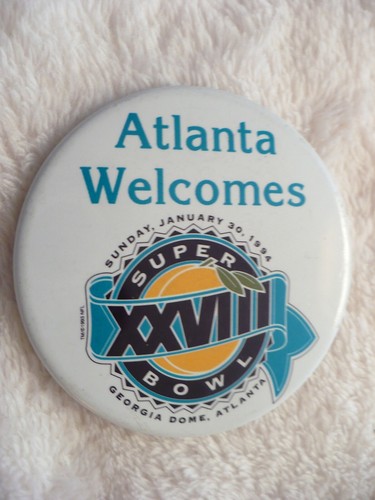 Atlanta
Welcomes
SUNDAY, JANUARY 30, 1994
SUPER
XXVIII
BOWL
GEORGIA DOME, ATLANTA